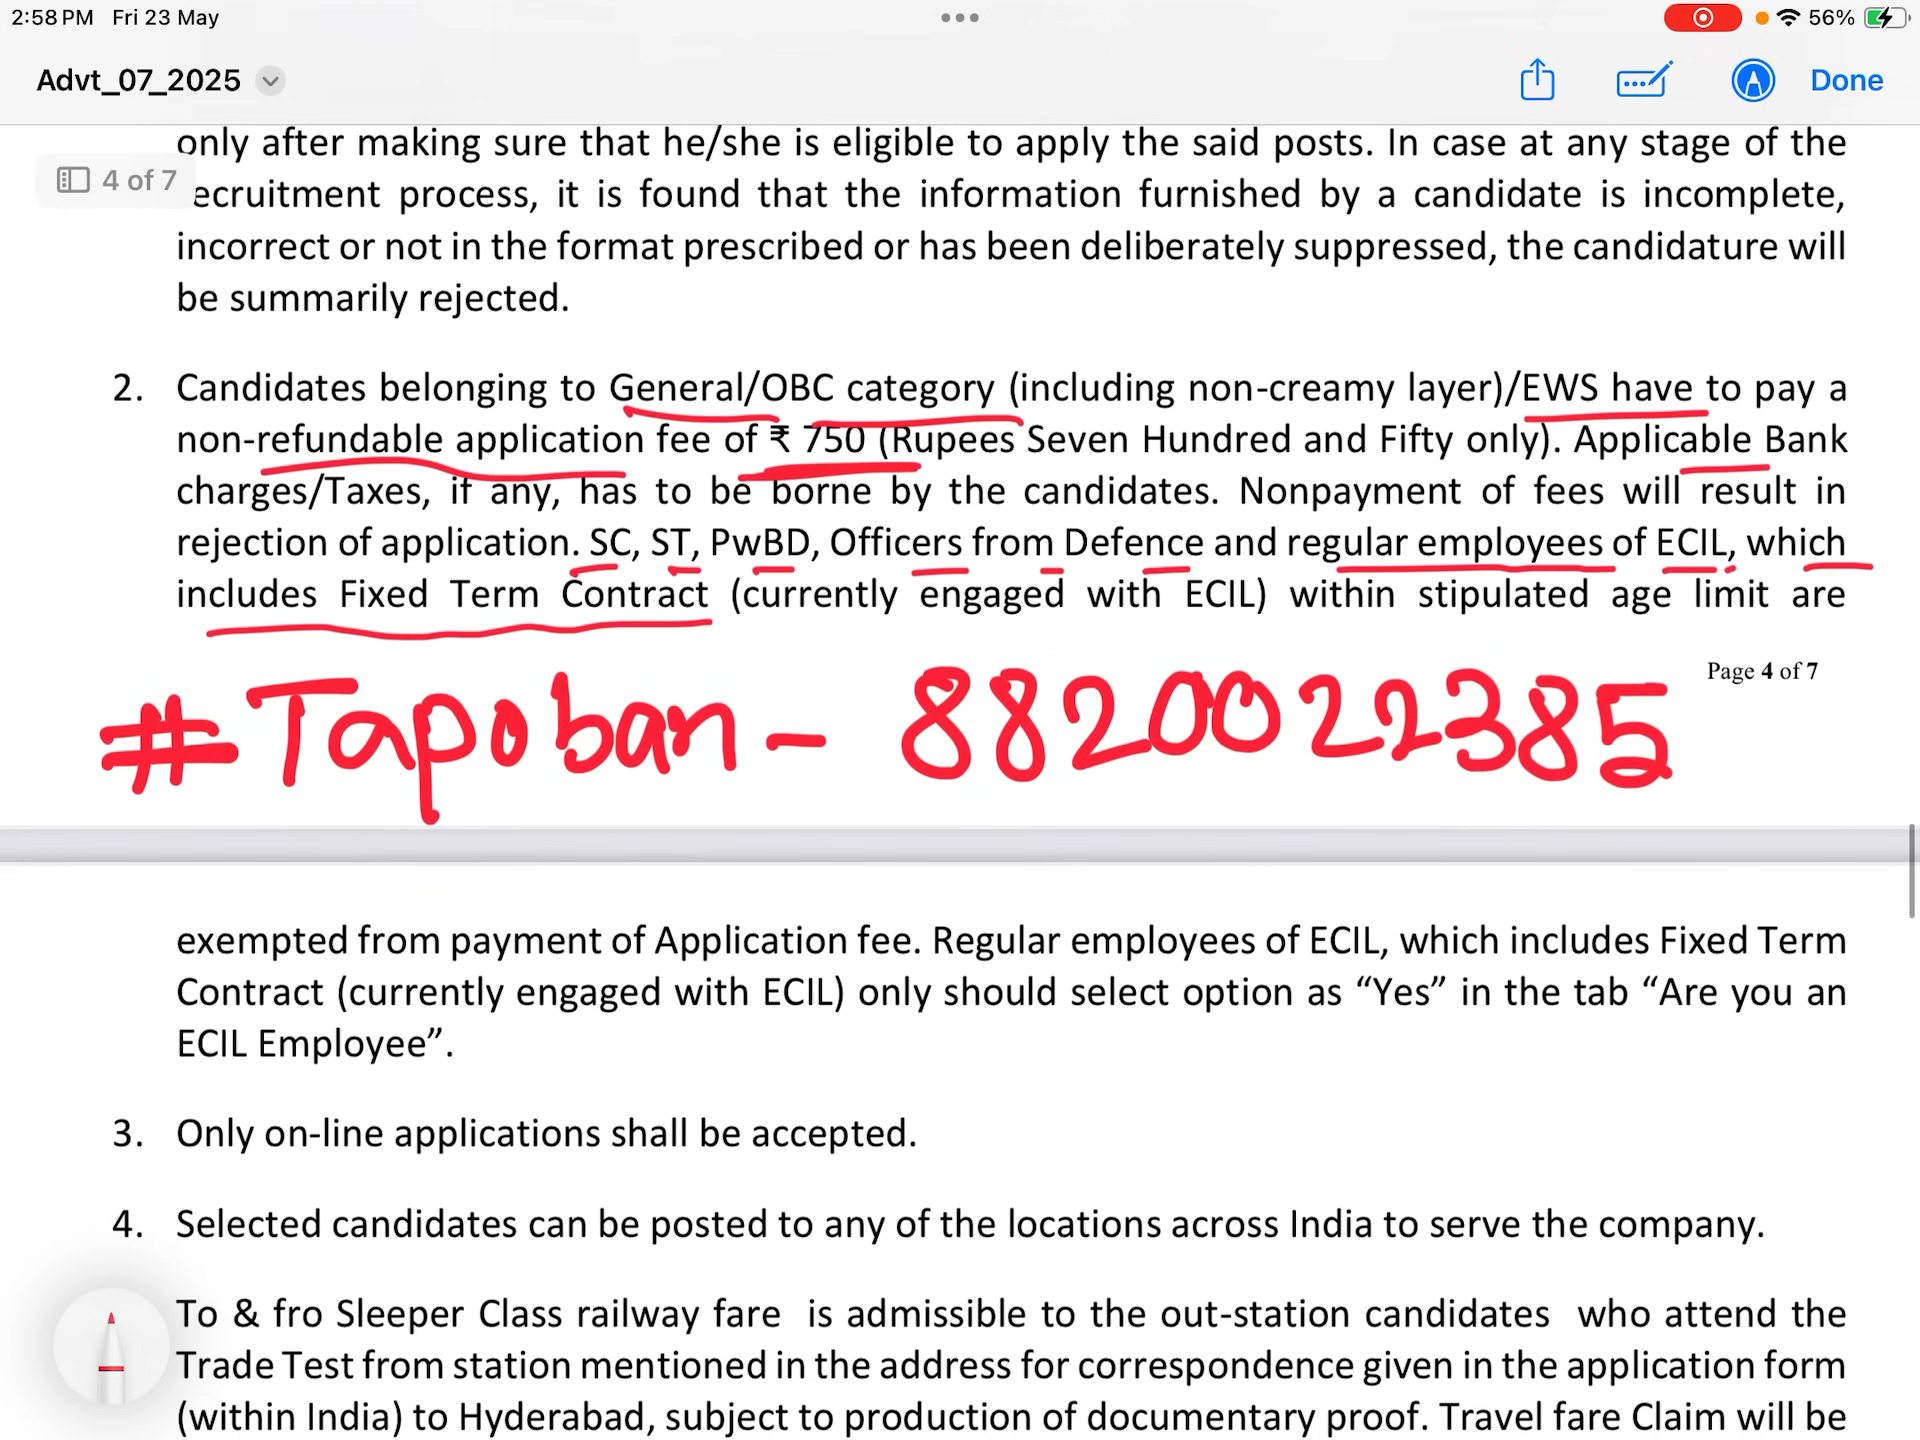 2:58 PM Fri 23 May
56%
Advt_07_2025
Done
only after making sure that he/she is eligible to apply the said posts. In case at any stage of the
4 of 7
ecruitment process, it is found that the information furnished by a candidate is incomplete,
incorrect or not in the format prescribed or has been deliberately suppressed, the candidature will
be summarily rejected.
2. Candidates belonging to General/OBC category (including non-creamy layer)/EWS have to pay a
non-refundable application fee of ₹ 750 (Rupees Seven Hundred and Fifty only). Applicable Bank
charges/Taxes, if any, has to be borne by the candidates. Nonpayment of fees will result in
rejection of application. SC, ST, PwBD, Officers from Defence and regular employees of ECIL, which
includes Fixed Term Contract (currently engaged with ECIL) within stipulated age limit are
Page 4 of 7
#Tapoban - 8820022385
exempted from payment of Application fee. Regular employees of ECIL, which includes Fixed Term
Contract (currently engaged with ECIL) only should select option as “Yes” in the tab “Are you an
ECIL Employee”.
3. Only on-line applications shall be accepted.
4. Selected candidates can be posted to any of the locations across India to serve the company.
To & fro Sleeper Class railway fare is admissible to the out-station candidates who attend the
Trade Test from station mentioned in the address for correspondence given in the application form
(within India) to Hyderabad, subject to production of documentary proof. Travel fare Claim will be